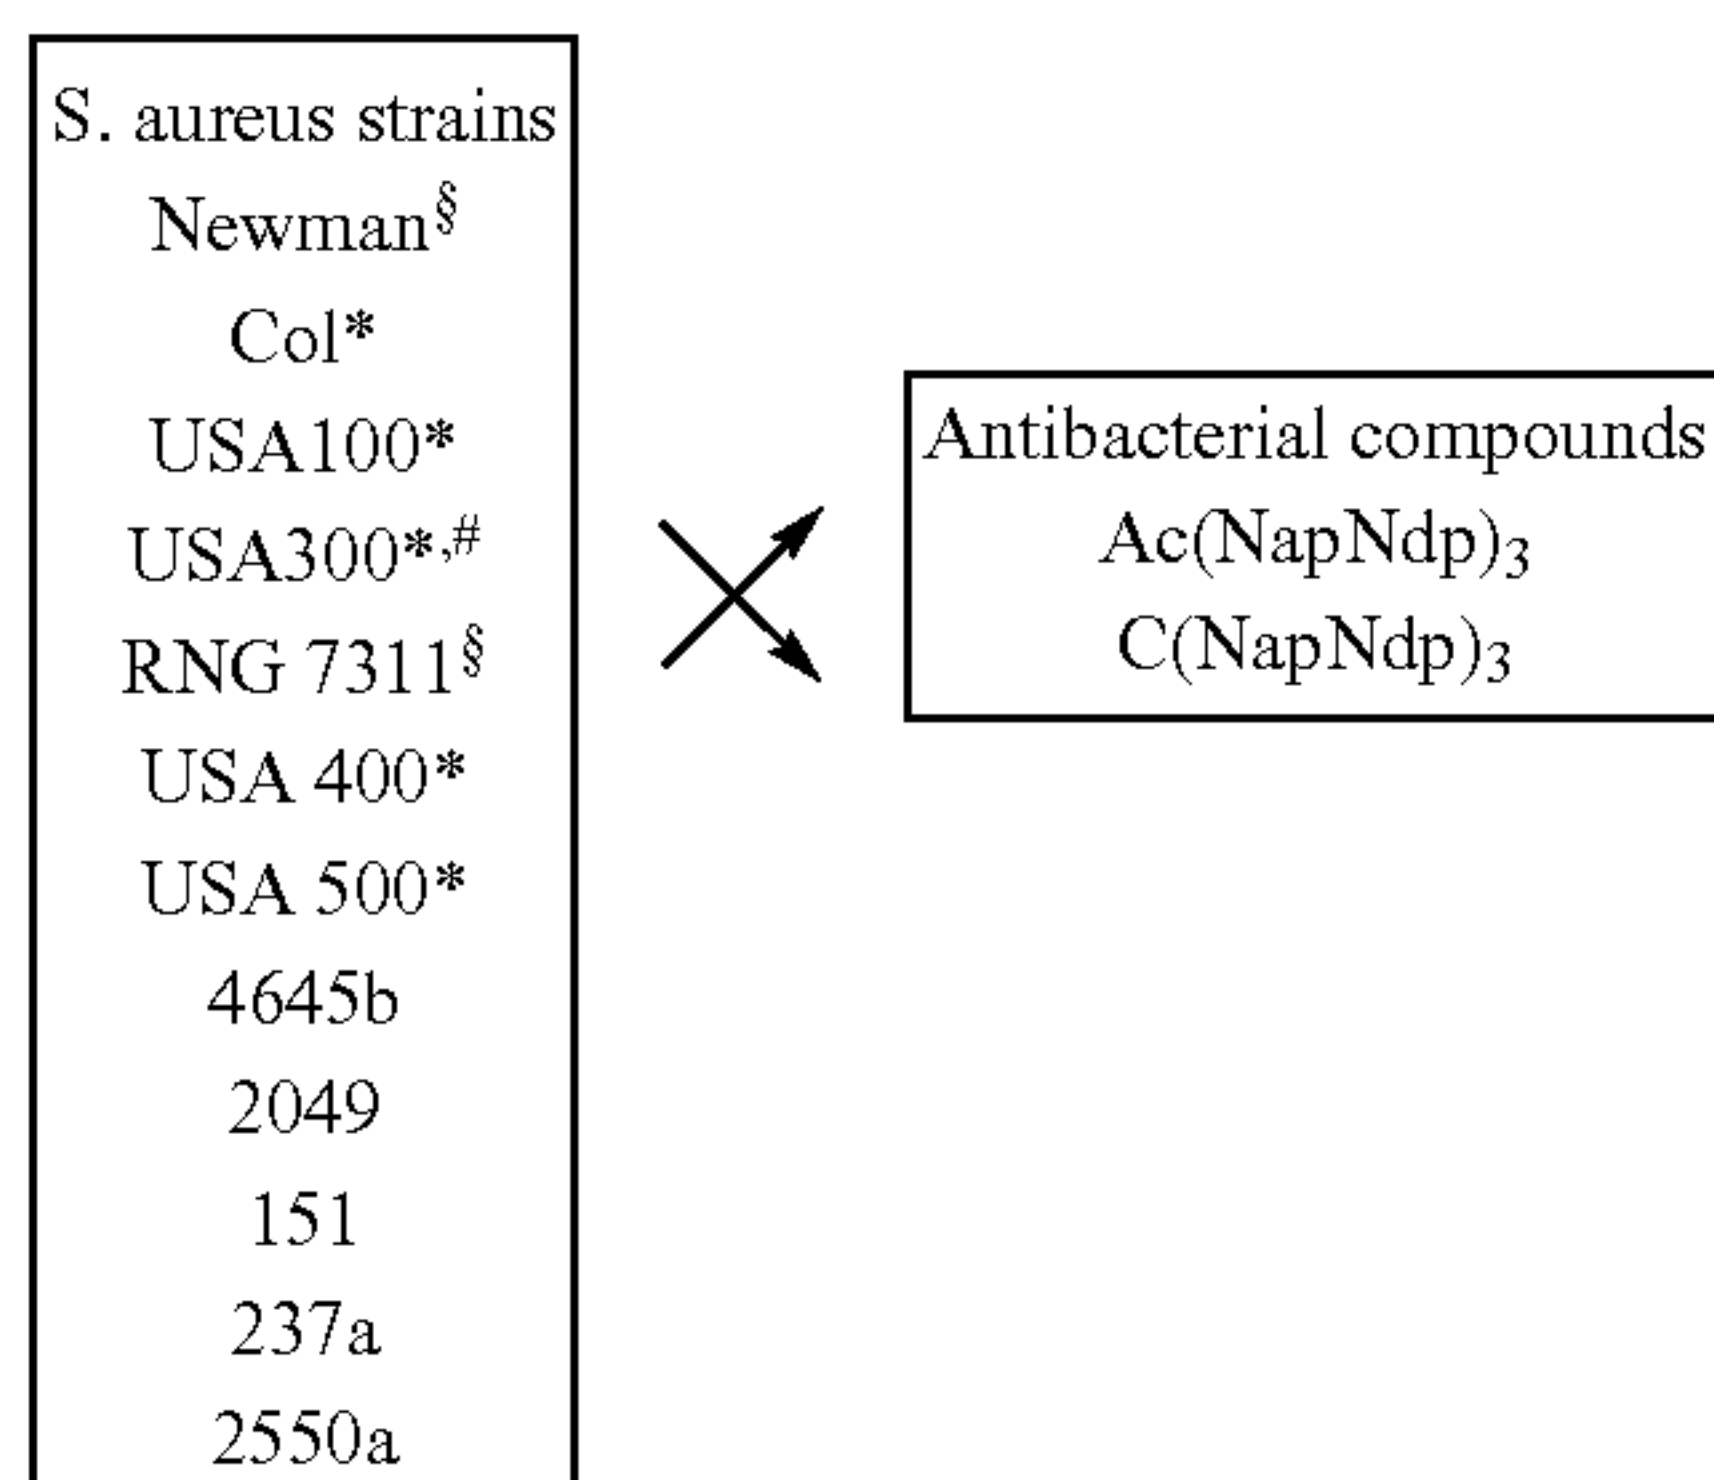 S. aureus strains
Newman§
Col*
USA100*
USA300*,#
RNG 7311§
USA 400*
USA 500*
4645b
2049
151
237a
2550a
Antibacterial compounds
Ac(NapNdp)3
C(NapNdp)3